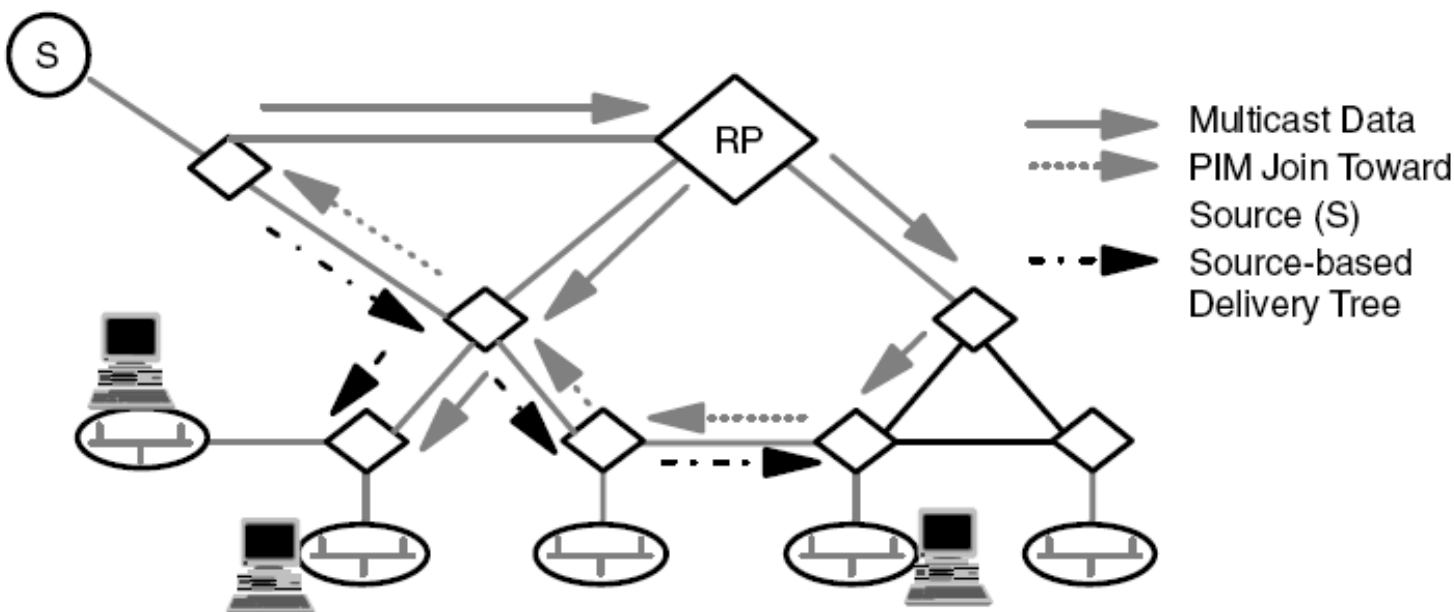 S
RP
Multicast Data
PIM Join Toward
Source (S)
Source-based
Delivery Tree